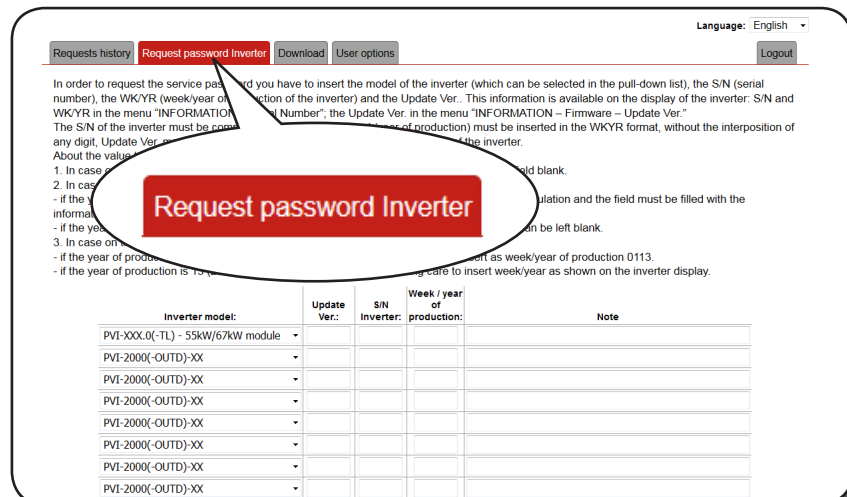 Language: English
Requests history Request password Inverter Download User options Logout
In order to request the service pas rd you have to insert the model of the inverter (which can be selected in the pull-down list), the S/N (serial
number), the WK/YR (week/year of uction of the inverter) and the Update Ver.. This information is available on the display of the inverter: S/N and
WK/YR in the menu "INFORMATIO l Number"; the Update Ver. in the menu "INFORMATION – Firmware – Update Ver."
The S/N of the inverter must be com of production) must be inserted in the WKYR format, without the interposition of
any digit, Update Ver. the inverter.
About the value
1. In case field blank.
2. In cas
- if the y ulation and the field must be filled with the
informat
- if the yea can be left blank.
3. In case on
- if the year of produ ert as week/year of production 0113.
- if the year of production is 13 care to insert week/year as shown on the inverter display.
Request password Inverter
Inverter model: Update Ver.: S/N Inverter: Week / year of production: Note
PVI-XXX.0(-TL) - 55kW/67kW module
PVI-2000(-OUTD)-XX
PVI-2000(-OUTD)-XX
PVI-2000(-OUTD)-XX
PVI-2000(-OUTD)-XX
PVI-2000(-OUTD)-XX
PVI-2000(-OUTD)-XX
PVI-2000(-OUTD)-XX